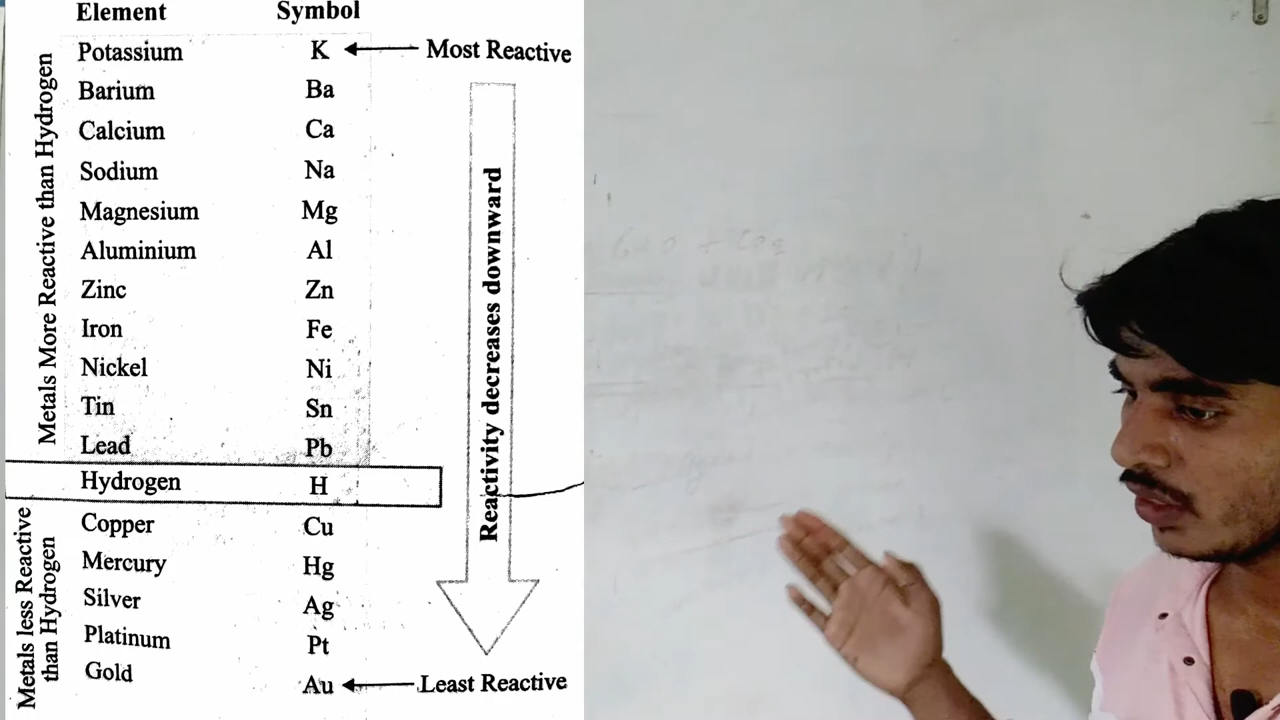 Element Symbol
Potassium K Most Reactive
Barium Ba
Calcium Ca
Sodium Na
Magnesium Mg
Aluminium Al
Zinc Zn
Iron Fe
Nickel Ni
Tin Sn
Lead Pb
Hydrogen H
Copper Cu
Mercury Hg
Silver Ag
Platinum Pt
Gold Au Least Reactive
Metals More Reactive than Hydrogen
Metals less Reactive
than Hydrogen
Reactivity decreases downward